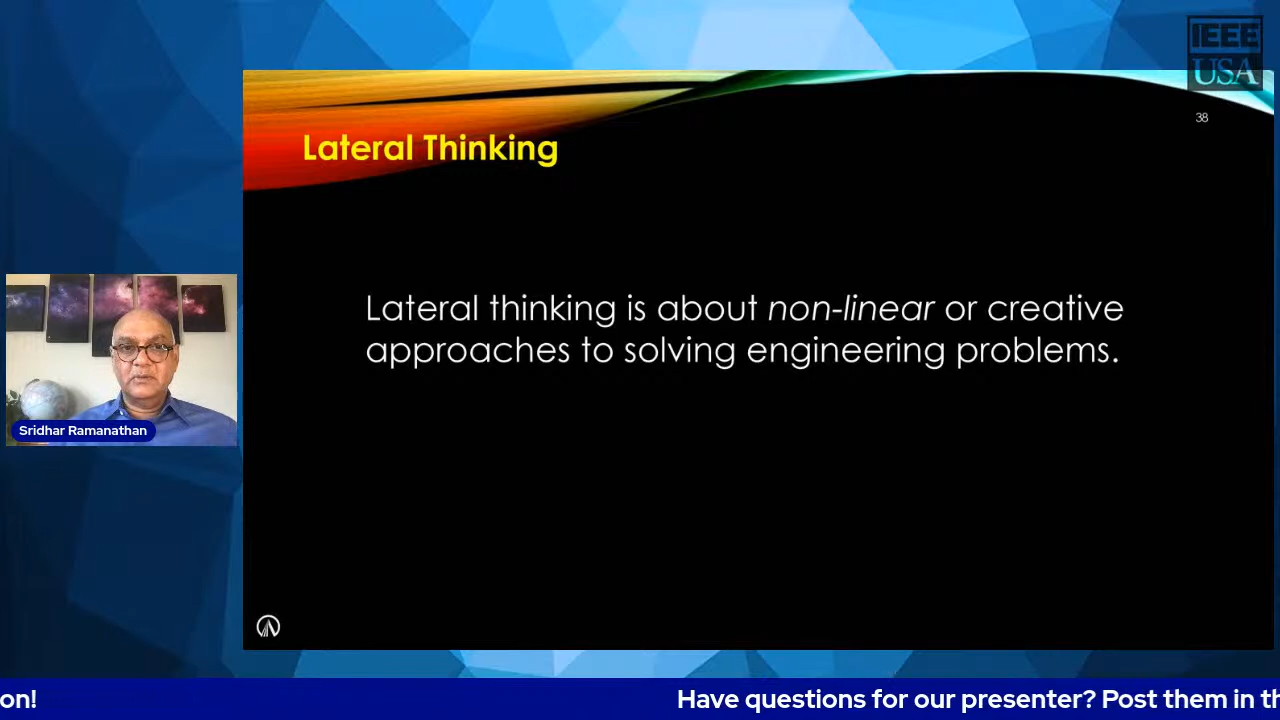 IEEE
USA
38
Lateral Thinking
Lateral thinking is about non-linear or creative
approaches to solving engineering problems.
Sridhar Ramanathan
on!
Have questions for our presenter? Post them in th